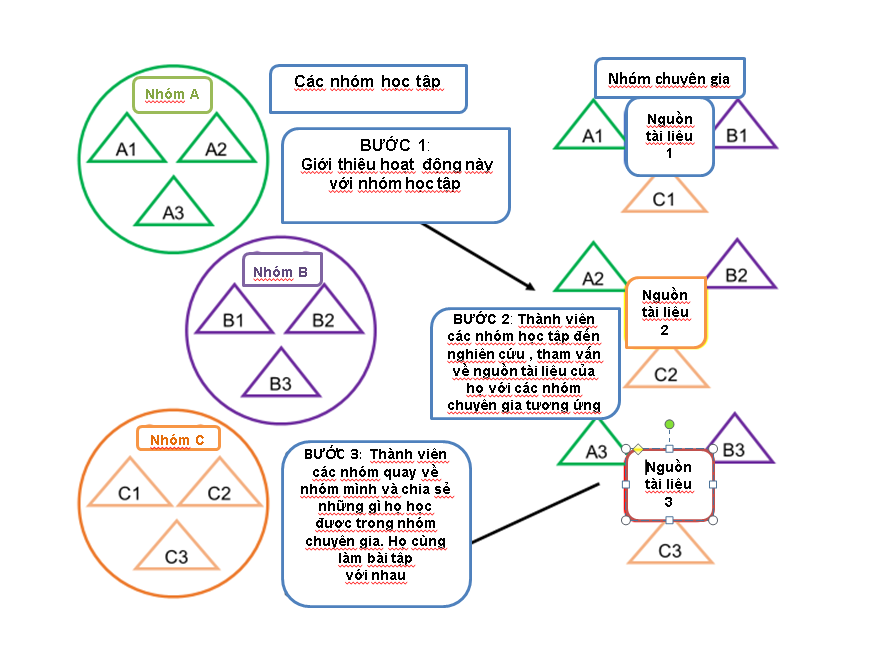 Nhóm A
A1
A2
A3
Các nhóm học tập
BƯỚC 1:
Giới thiệu hoạt động này
với nhóm học tập
Nhóm B
B1
B2
B3
BƯỚC 2: Thành viên
các nhóm học tập đến
nghiên cứu , tham vấn
về nguồn tài liệu của
họ với các nhóm
chuyên gia tương ứng
Nhóm C
C1
C2
C3
BƯỚC 3: Thành viên
các nhóm quay về
nhóm mình và chia sẻ
những gì họ học
được trong nhóm
chuyên gia. Họ cùng
làm bài tập
với nhau
Nhóm chuyên gia
A1
Nguồn
tài liệu
1
B1
C1
A2
Nguồn
tài liệu
2
B2
C2
A3
Nguồn
tài liệu
3
B3
C3